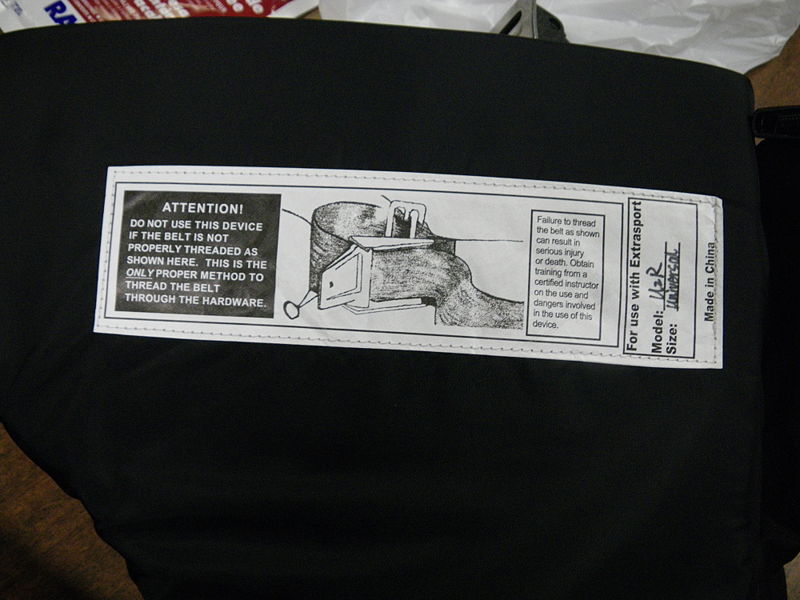 RA
ATTENTION!
DO NOT USE THIS DEVICE
IF THE BELT IS NOT
PROPERLY THREADED AS
SHOWN HERE. THIS IS THE
ONLY PROPER METHOD TO
THREAD THE BELT
THROUGH THE HARDWARE.
Failure to thread
the belt as shown
can result in
serious injury
or death. Obtain
training from a
certified instructor
on the use and
dangers involved
in the use of this
device.
For use with Extrasport
Model:
Size: Universal
Made in China